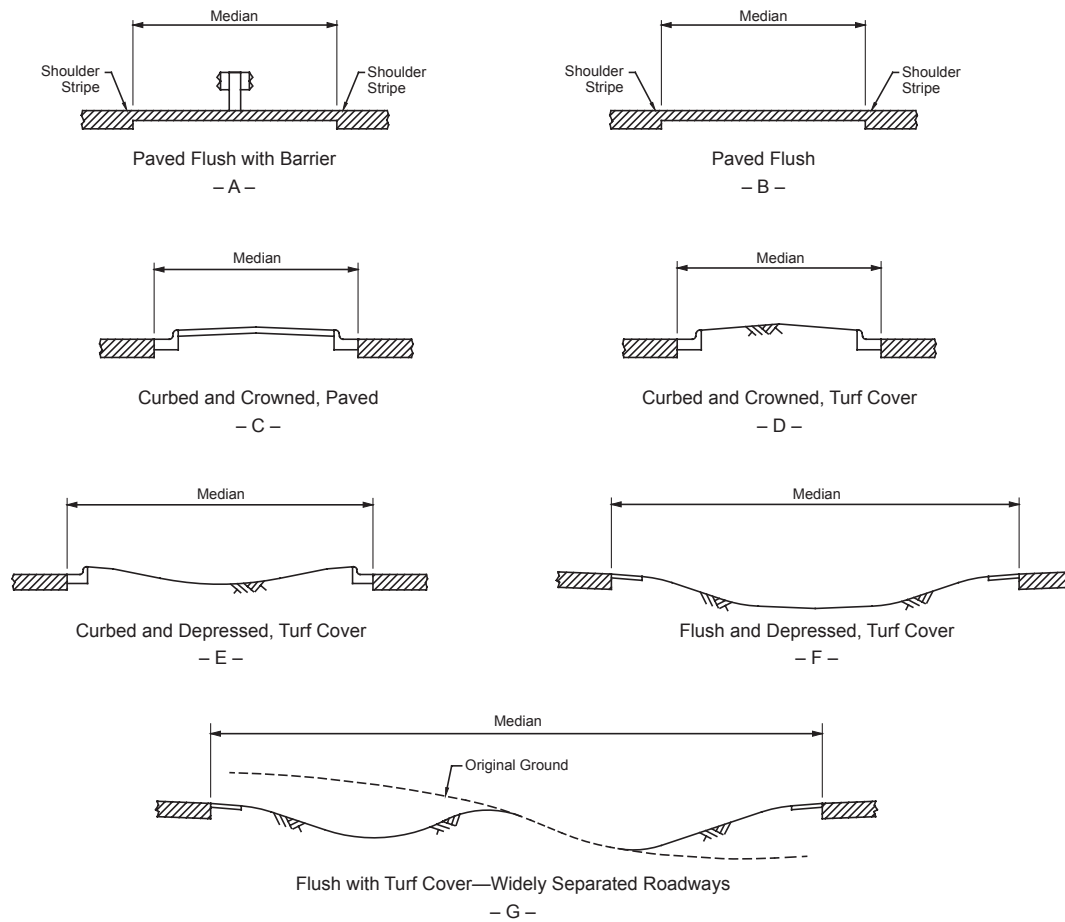 Median
Shoulder
Stripe
Shoulder
Stripe
Paved Flush with Barrier
– A –
Median
Shoulder
Stripe
Shoulder
Stripe
Paved Flush
– B –
Median
Curbed and Crowned, Paved
– C –
Median
Curbed and Crowned, Turf Cover
– D –
Median
Curbed and Depressed, Turf Cover
– E –
Median
Flush and Depressed, Turf Cover
– F –
Median
Original Ground
Flush with Turf Cover—Widely Separated Roadways
– G –